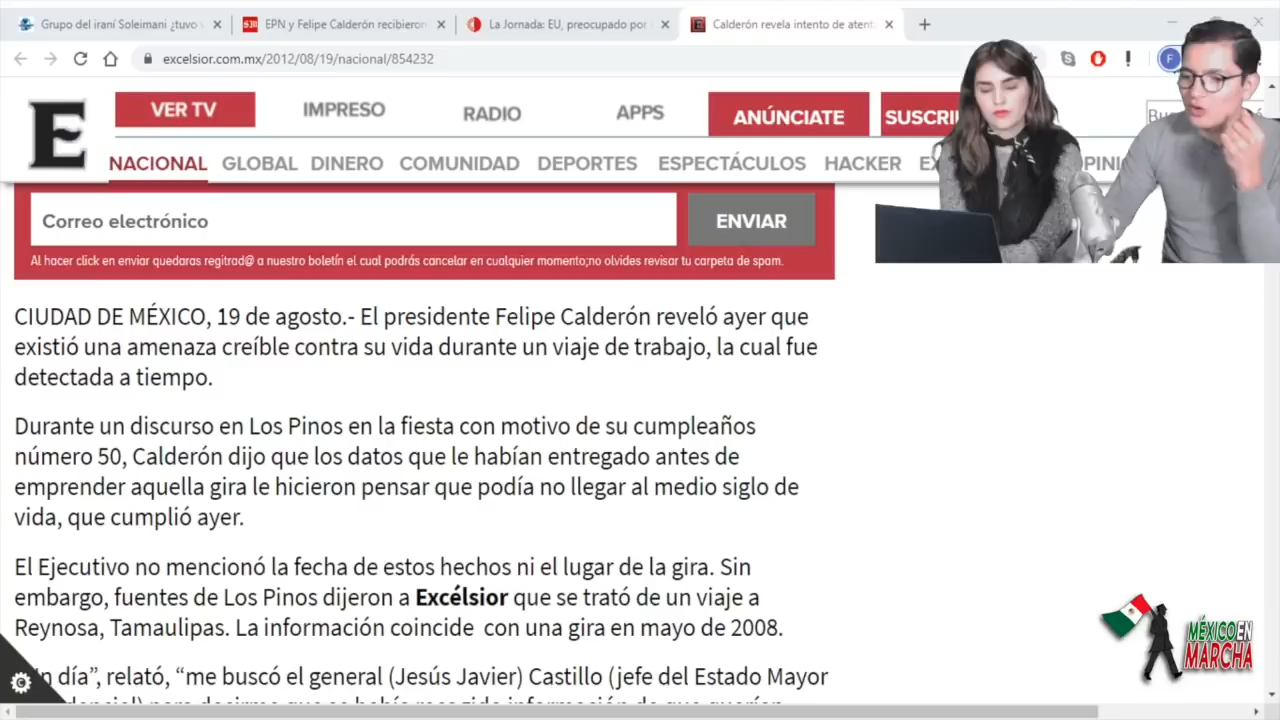 Grupo del iraní Soleimani ¿tuvo
EPN y Felipe Calderón recibieron
La Jornada: EU, preocupado por
Calderón revela intento de atent
excelsior.com.mx/2012/08/19/nacional/854232
F
E
VER TV
IMPRESO
RADIO
APPS
ANÚNCIATE
SUSCRI
NACIONAL
GLOBAL
DINERO
COMUNIDAD
DEPORTES
ESPECTÁCULOS
HACKER
Correo electrónico
ENVIAR
Al hacer click en enviar quedaras regitrad@ a nuestro boletín el cual podrás cancelar en cualquier momento;no olvides revisar tu carpeta de spam.
CIUDAD DE MÉXICO, 19 de agosto.- El presidente Felipe Calderón reveló ayer que
existió una amenaza creíble contra su vida durante un viaje de trabajo, la cual fue
detectada a tiempo.
Durante un discurso en Los Pinos en la fiesta con motivo de su cumpleaños
número 50, Calderón dijo que los datos que le habían entregado antes de
emprender aquella gira le hicieron pensar que podía no llegar al medio siglo de
vida, que cumplió ayer.
El Ejecutivo no mencionó la fecha de estos hechos ni el lugar de la gira. Sin
embargo, fuentes de Los Pinos dijeron a Excélsior que se trató de un viaje a
Reynosa, Tamaulipas. La información coincide con una gira en mayo de 2008.
n día”, relató, “me buscó el general (Jesús Javier) Castillo (jefe del Estado Mayor
MÉXICO EN
MARCHA